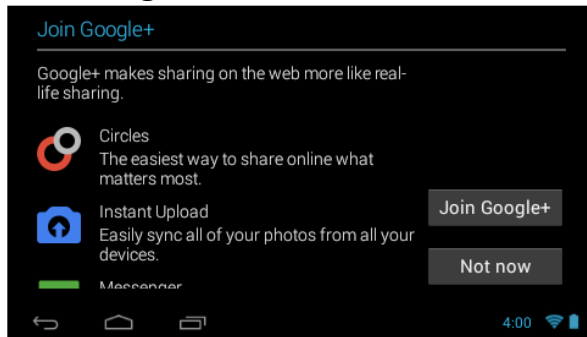 Join Google+
Google+ makes sharing on the web more like real-
life sharing.
Circles
The easiest way to share online what
matters most.
Instant Upload
Easily sync all of your photos from all your
devices.
Messenger
Join Google+
Not now
4:00